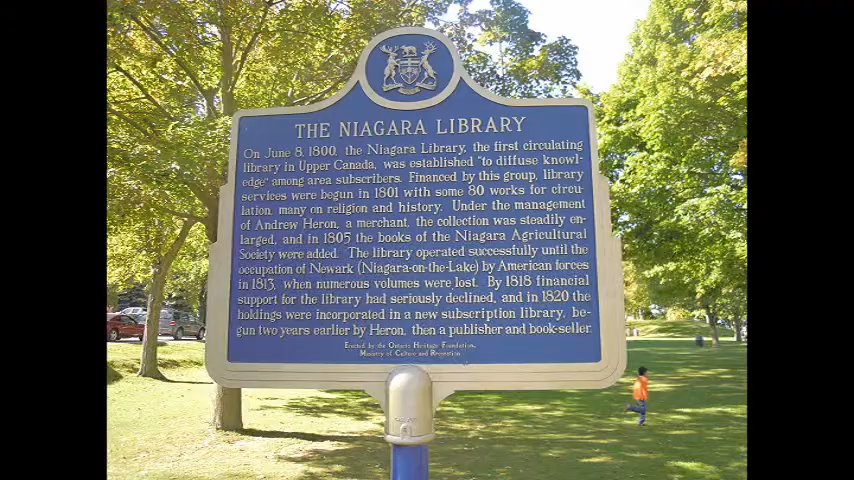 THE NIAGARA LIBRARY
On June 8, 1800, the Niagara Library, the first circulating
library in Upper Canada, was established "to diffuse knowl-
edge" among area subscribers. Financed by this group, library
services were begun in 1801 with some 80 works for circu-
lation, many on religion and history. Under the management
of Andrew Heron, a merchant, the collection was steadily en-
larged, and in 1805 the books of the Niagara Agricultural
Society were added. The library operated successfully until the
occupation of Newark (Niagara-on-the-Lake) by American forces
in 1813, when numerous volumes were lost. By 1818 financial
support for the library had seriously declined, and in 1820 the
holdings were incorporated in a new subscription library, be-
gun two years earlier by Heron, then a publisher and book-seller.
Erected by the Ontario Heritage Foundation,
Ministry of Culture and Recreation